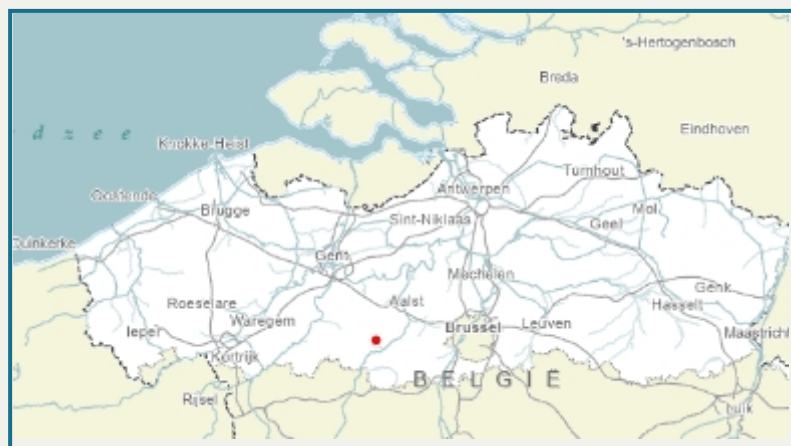 's-Hertogenbosch
Breda
Eindhoven
d z e e
Knokke-Heist
Turnhout
Antwerpen
Oostende
Mol
Brugge
Sint-Niklaas
Geel
Duinkerke
Gent
Mechelen
Genk
Aalst
Hasselt
Roeselare
Waregem
Brussel
Leuven
Ieper
Maastricht
Kortrijk
BELGIË
Rijsel
Luik